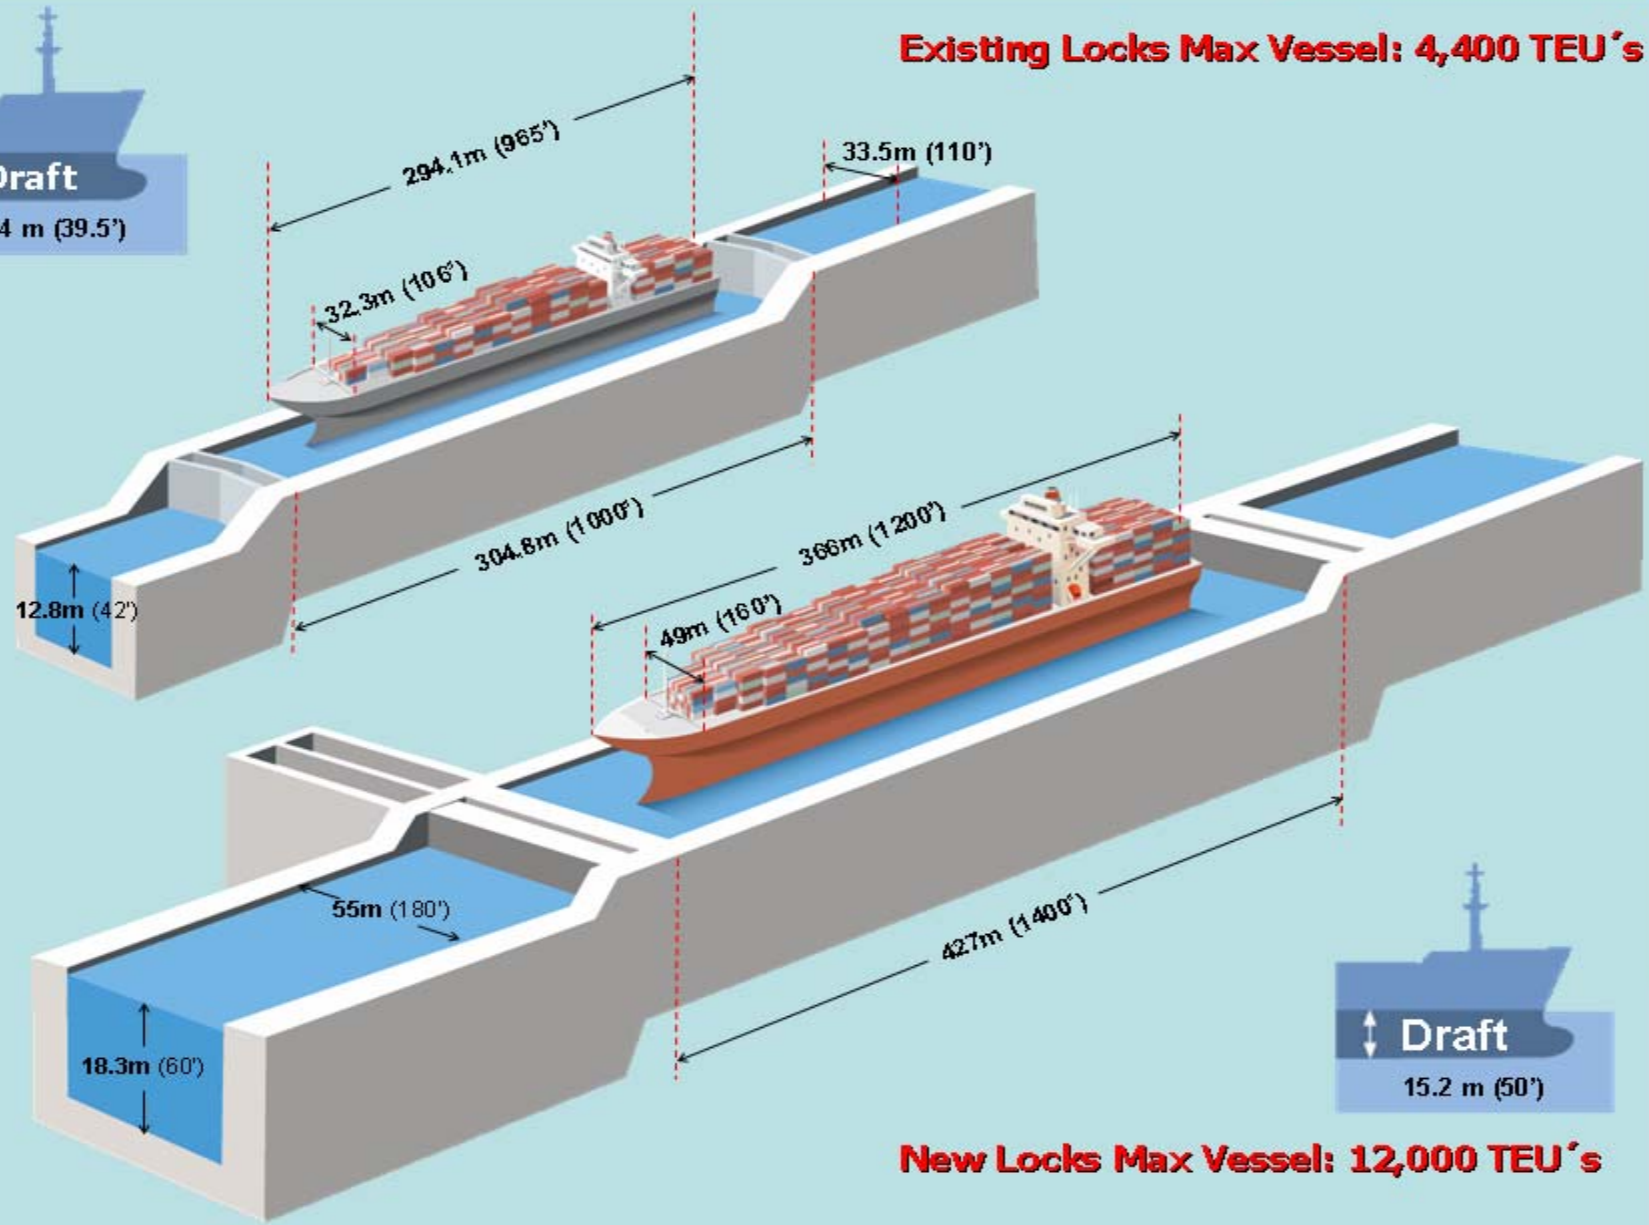 Existing Locks Max Vessel: 4,400 TEU´s
294.1m (965')
33.5m (110')
Draft
4 m (39.5')
32.3m (106')
304.8m (1000')
12.8m (42')
366m (1200')
49m (160')
55m (180')
427m (1400')
18.3m (60')
Draft
15.2 m (50')
New Locks Max Vessel: 12,000 TEU´s